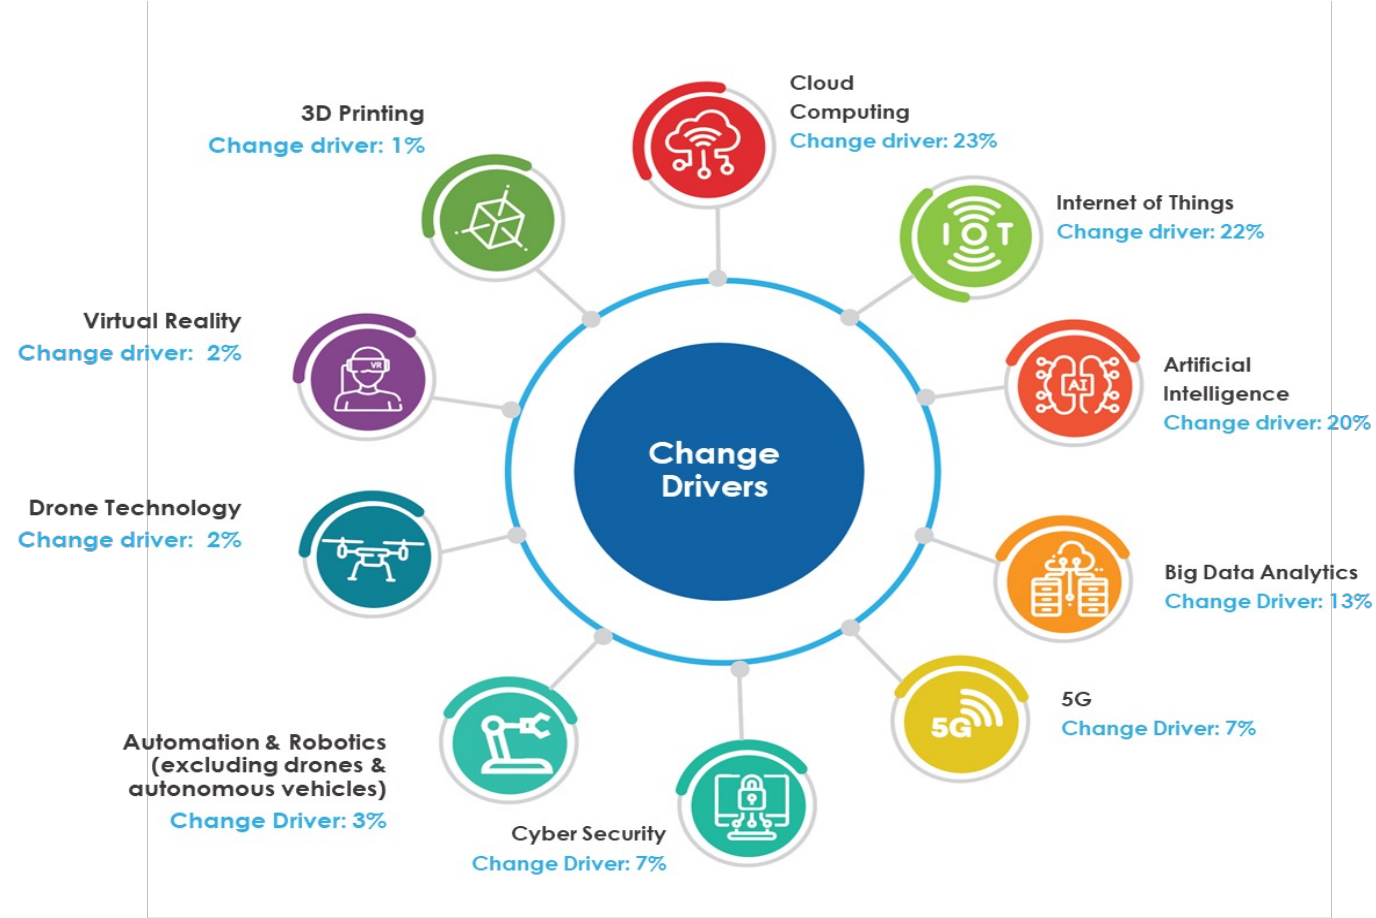 Cloud
Computing
Change driver: 23%
3D Printing
Change driver: 1%
Internet of Things
Change driver: 22%
IOT
Virtual Reality
Change driver: 2%
VR
Artificial
Intelligence
Change driver: 20%
AI
Change
Drivers
Drone Technology
Change driver: 2%
Big Data Analytics
Change Driver: 13%
5G
Change Driver: 7%
5G
Automation & Robotics
(excluding drones &
autonomous vehicles)
Change Driver: 3%
Cyber Security
Change Driver: 7%